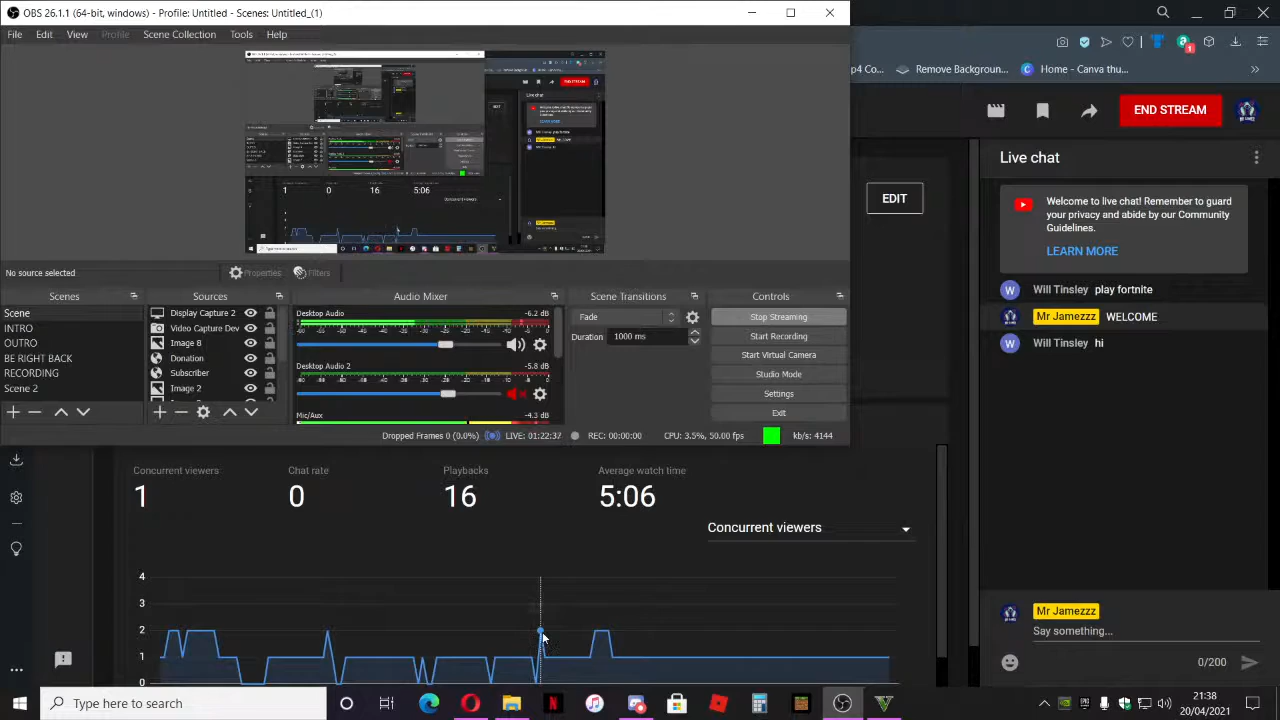 OBS 26.1.1 (64-bit, windows) - Profile: Untitled - Scenes: Untitled_(1)
File Edit View Profile Scene Collection Tools Help
Remove Backgrou...
Home - Canvas...
END STREAM
Live chat
Welcome to live chat! Remember to guard
your privacy and abide by our Community
Guidelines.
LEARN MORE
EDIT
Will Tinsley play fortnite
Mr Jamezzz WELCOME
Will Tinsley hi
No source selected Properties Filters
Scenes Sources Audio Mixer Scene Transitions Controls
Scene
INTRO
OUTRO
BE RIGHT BACK
RECORDING
Scene 2
Display Capture 2
Video Capture Dev
Image 8
Donation
Subscriber
Image 2
Desktop Audio -6.2 dB
Desktop Audio 2 -5.8 dB
Mic/Aux -4.3 dB
Fade
Duration 1000 ms
Stop Streaming
Start Recording
Start Virtual Camera
Studio Mode
Settings
Exit
Dropped Frames 0 (0.0%) LIVE: 01:22:37 REC: 00:00:00 CPU: 3.5%, 50.00 fps kb/s: 4144
Concurrent viewers Chat rate Playbacks Average watch time
1 0 16 5:06
Concurrent viewers
4
3
2
1
0
Mr Jamezzz
Say something...
0/200
Type here to search
21:38
20/04/2021